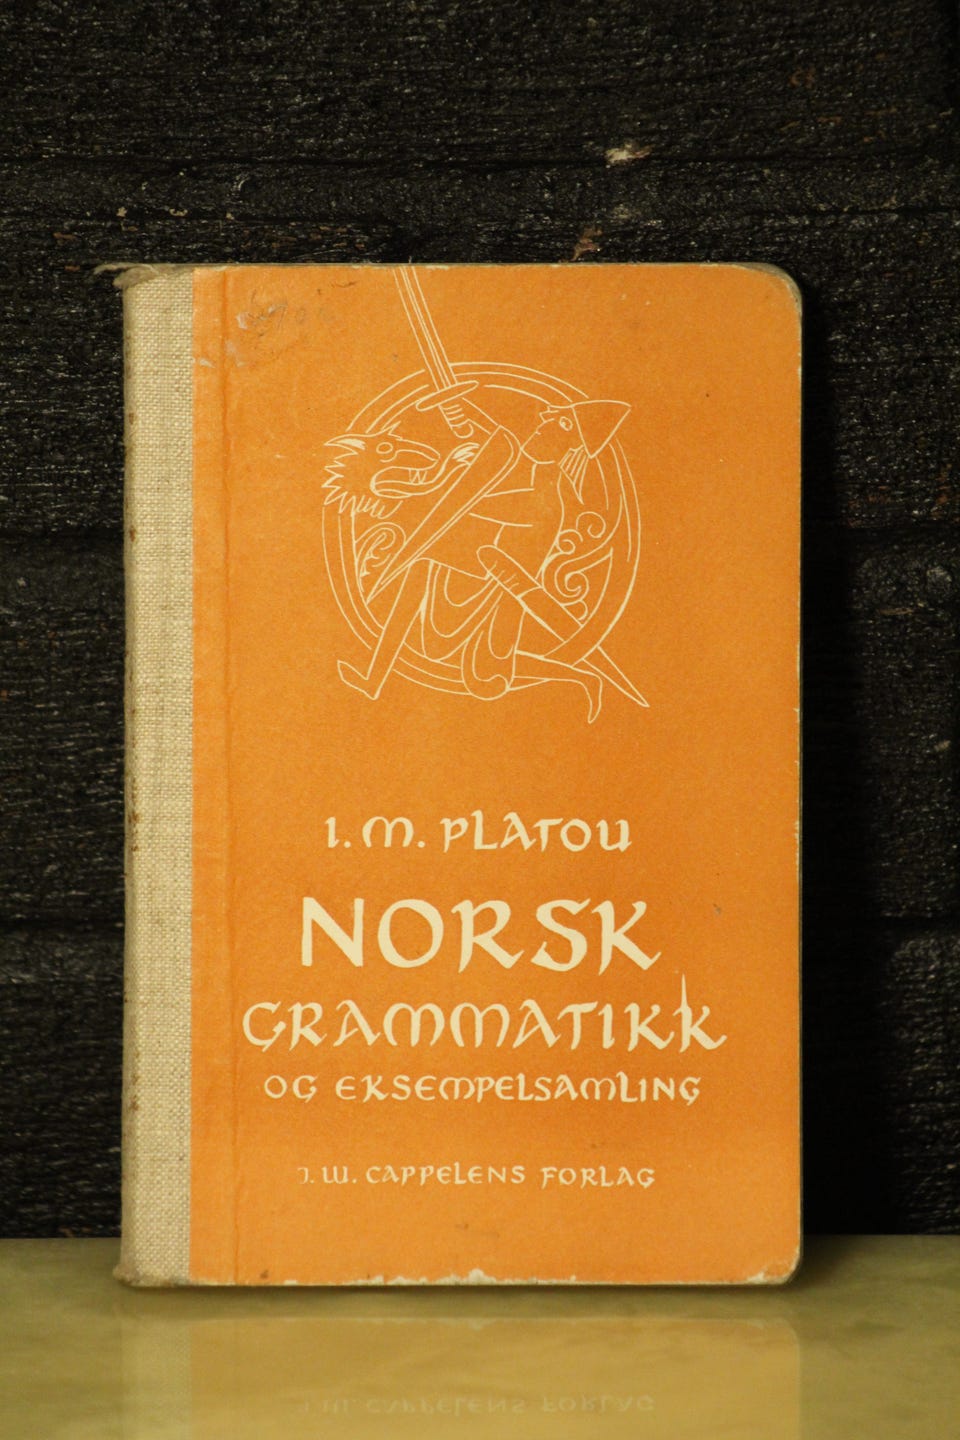 I. M. PLATOU
NORSK
GRAMMATIKK
OG EKSEMPELSAMLING
J. W. CAPPELENS FORLAG